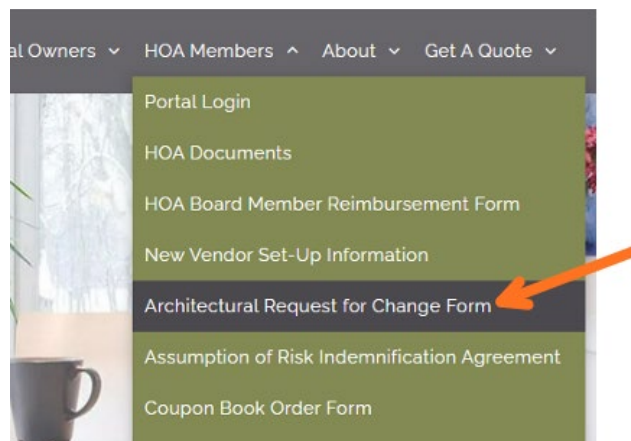 al Owners HOA Members About Get A Quote
Portal Login
HOA Documents
HOA Board Member Reimbursement Form
New Vendor Set-Up Information
Architectural Request for Change Form
Assumption of Risk Indemnification Agreement
Coupon Book Order Form